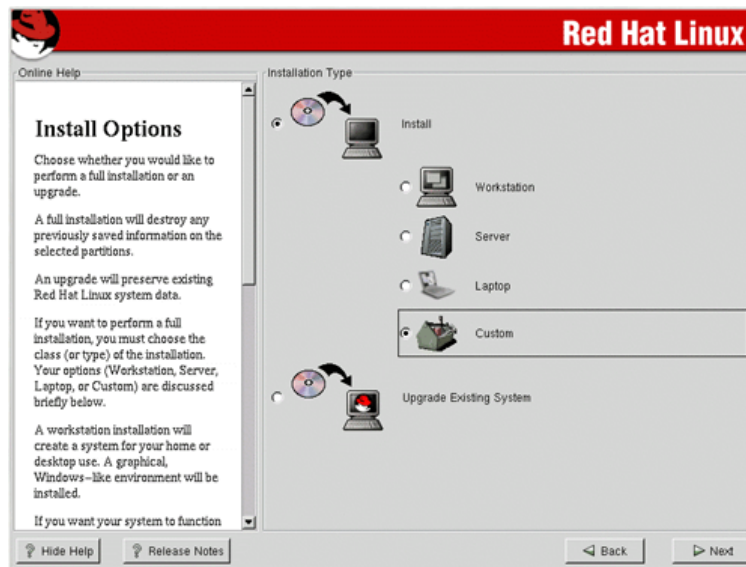 Red Hat Linux
Online Help
Install Options
Choose whether you would like to
perform a full installation or an
upgrade.
A full installation will destroy any
previously saved information on the
selected partitions.
An upgrade will preserve existing
Red Hat Linux system data.
If you want to perform a full
installation, you must choose the
class (or type) of the installation.
Your options (Workstation, Server,
Laptop, or Custom) are discussed
briefly below.
A workstation installation will
create a system for your home or
desktop use. A graphical,
Windows-like environment will be
installed.
If you want your system to function
Installation Type
Install
Workstation
Server
Laptop
Custom
Upgrade Existing System
Hide Help
Release Notes
Back
Next